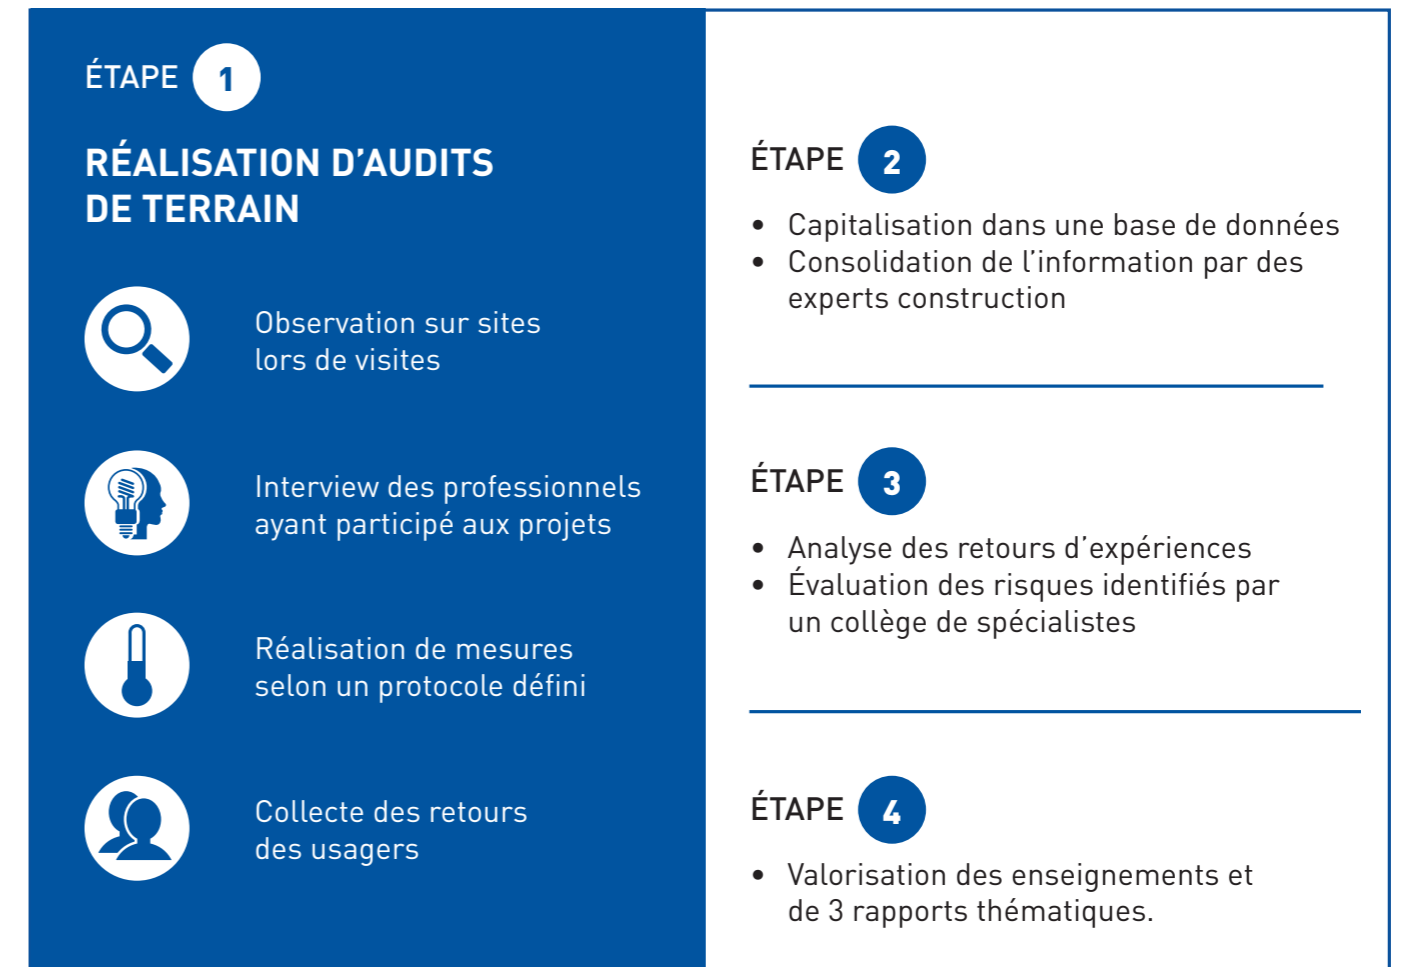 ÉTAPE 1
RÉALISATION D’AUDITS
DE TERRAIN
Observation sur sites
lors de visites
Interview des professionnels
ayant participé aux projets
Réalisation de mesures
selon un protocole défini
Collecte des retours
des usagers
ÉTAPE 2
• Capitalisation dans une base de données
• Consolidation de l’information par des
experts construction
ÉTAPE 3
• Analyse des retours d’expériences
• Évaluation des risques identifiés par
un collège de spécialistes
ÉTAPE 4
• Valorisation des enseignements et
de 3 rapports thématiques.